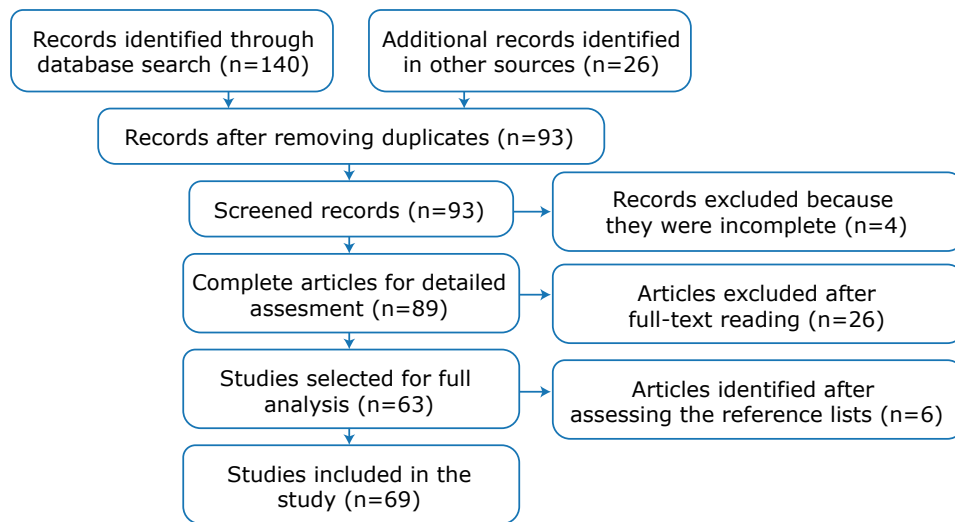 Records identified through
database search (n=140)
Additional records identified
in other sources (n=26)
Records after removing duplicates (n=93)
Screened records (n=93)
Records excluded because
they were incomplete (n=4)
Complete articles for detailed
assesment (n=89)
Articles excluded after
full-text reading (n=26)
Studies selected for full
analysis (n=63)
Articles identified after
assessing the reference lists (n=6)
Studies included in the
study (n=69)